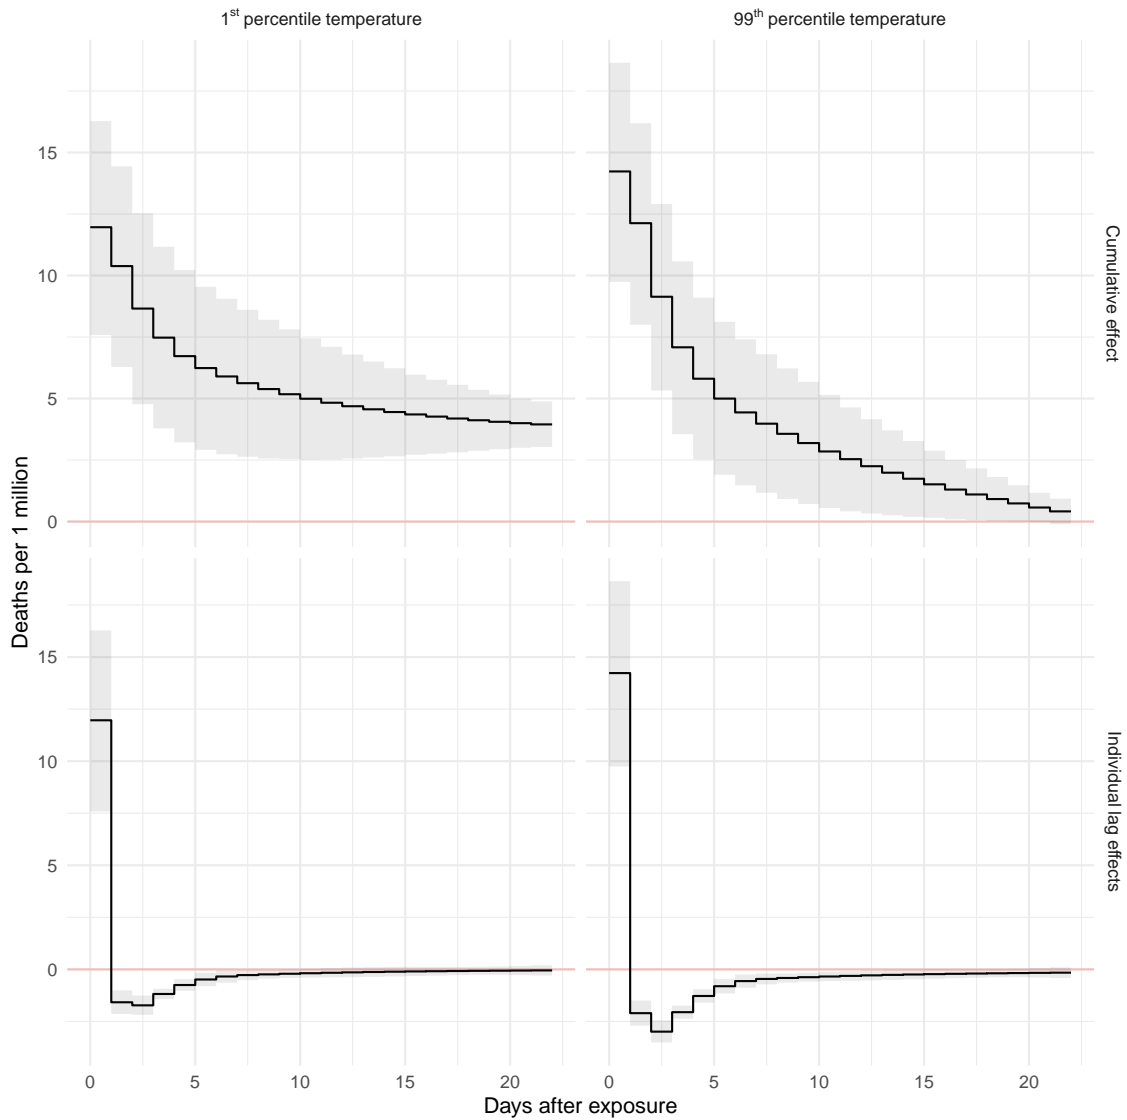 1st percentile temperature
99th percentile temperature
15
10
5
0
Cumulative effect
Deaths per 1 million
15
10
5
0
Individual lag effects
0 5 10 15 20
0 5 10 15 20
Days after exposure